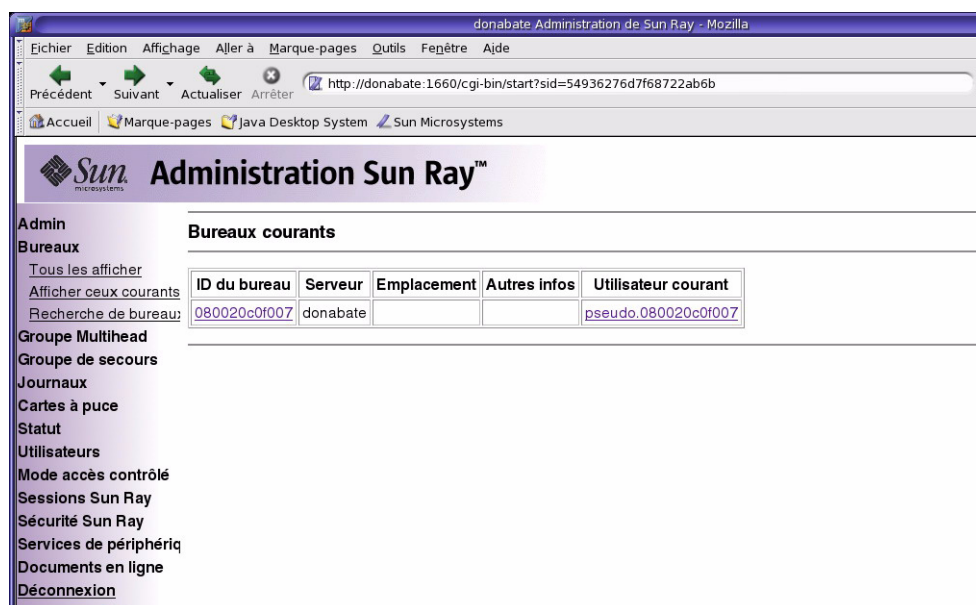 donabate Administration de Sun Ray - Mozilla
Fichier Edition Affichage Aller à Marque-pages Outils Fenêtre Aide
Précédent Suivant Actualiser Arrêter http://donabate:1660/cgi-bin/start?sid=54936276d7f68722ab6b
Accueil Marque-pages Java Desktop System Sun Microsystems
Sun microsystems Administration Sun Ray™
Admin
Bureaux
Tous les afficher
Afficher ceux courants
Recherche de bureau
Groupe Multihead
Groupe de secours
Journaux
Cartes à puce
Statut
Utilisateurs
Mode accès contrôlé
Sessions Sun Ray
Sécurité Sun Ray
Services de périphériq
Documents en ligne
Déconnexion
Bureaux courants
ID du bureau Serveur Emplacement Autres infos Utilisateur courant
080020c0f007 donabate pseudo.080020c0f007